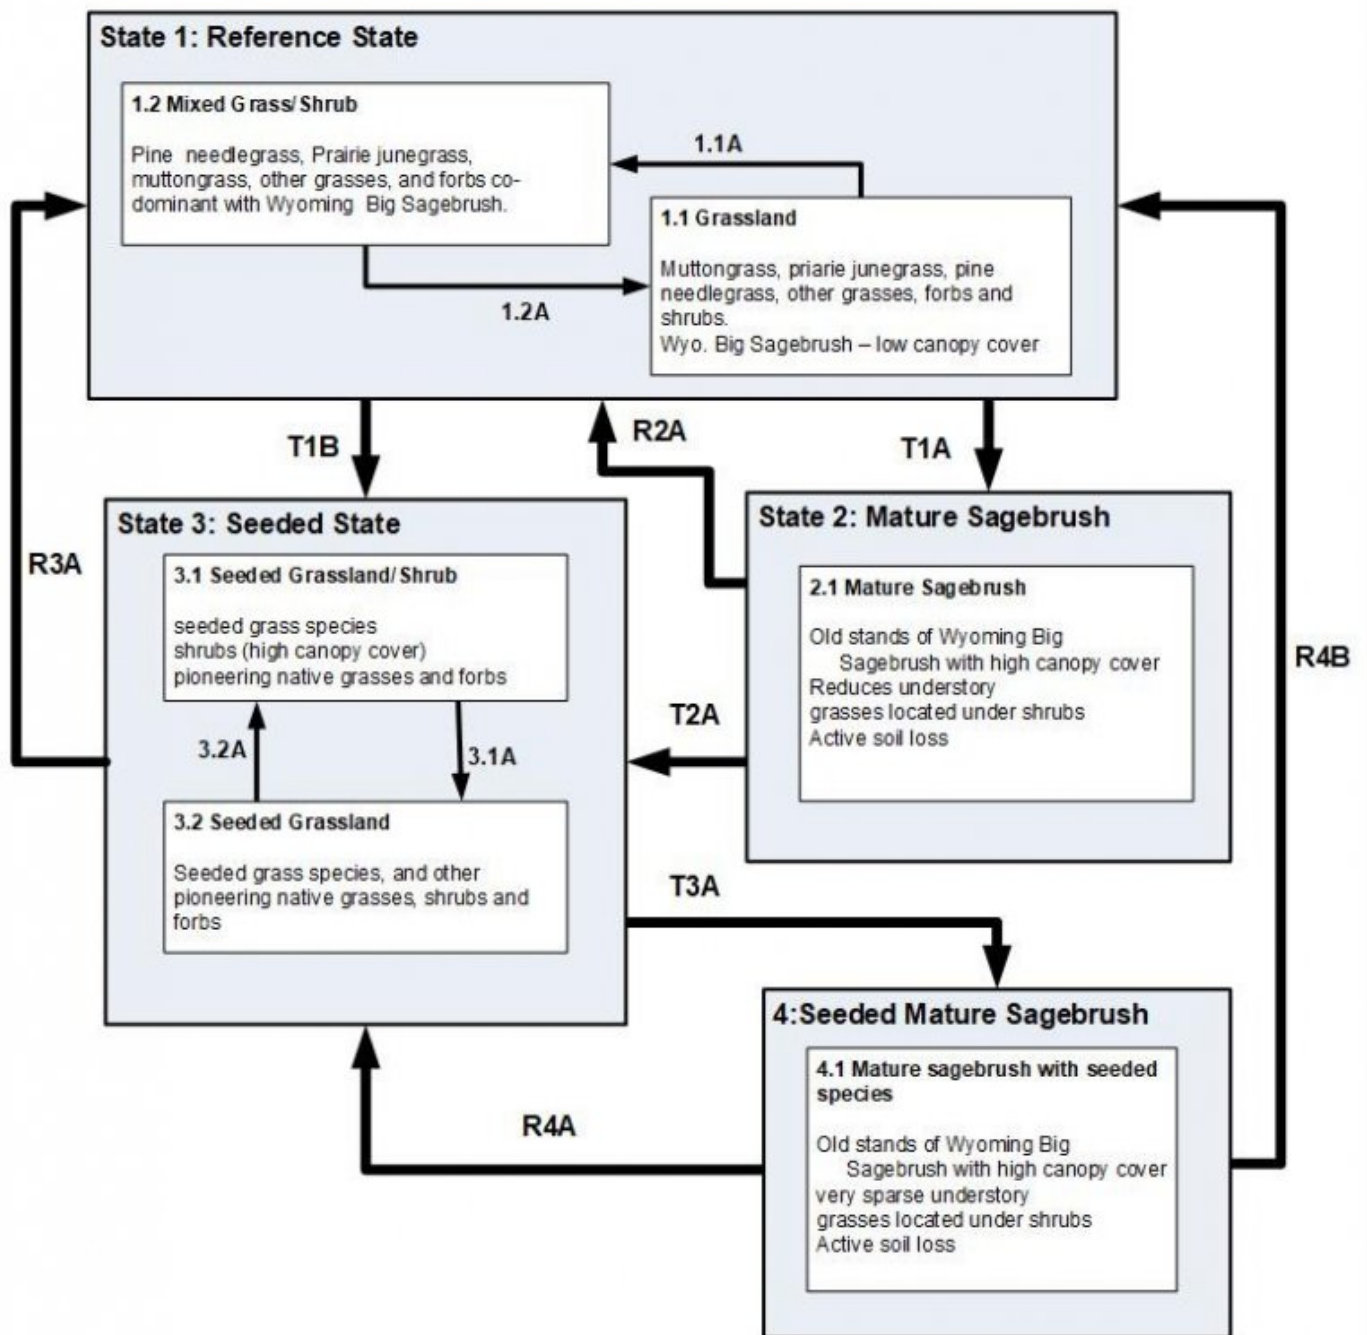 State 1: Reference State
1.2 Mixed Grass/Shrub
Pine needlegrass, Prairie junegrass,
muttongrass, other grasses, and forbs co-
dominant with Wyoming Big Sagebrush.
1.1A
1.1 Grassland
Muttongrass, priarie junegrass, pine
needlegrass, other grasses, forbs and
shrubs.
Wyo. Big Sagebrush – low canopy cover
1.2A
T1B
R2A
T1A
State 3: Seeded State
3.1 Seeded Grassland/Shrub
seeded grass species
shrubs (high canopy cover)
pioneering native grasses and forbs
3.2A
3.1A
3.2 Seeded Grassland
Seeded grass species, and other
pioneering native grasses, shrubs and
forbs
R3A
State 2: Mature Sagebrush
2.1 Mature Sagebrush
Old stands of Wyoming Big
Sagebrush with high canopy cover
Reduces understory
grasses located under shrubs
Active soil loss
R4B
T2A
T3A
4:Seeded Mature Sagebrush
4.1 Mature sagebrush with seeded
species
Old stands of Wyoming Big
Sagebrush with high canopy cover
very sparse understory
grasses located under shrubs
Active soil loss
R4A